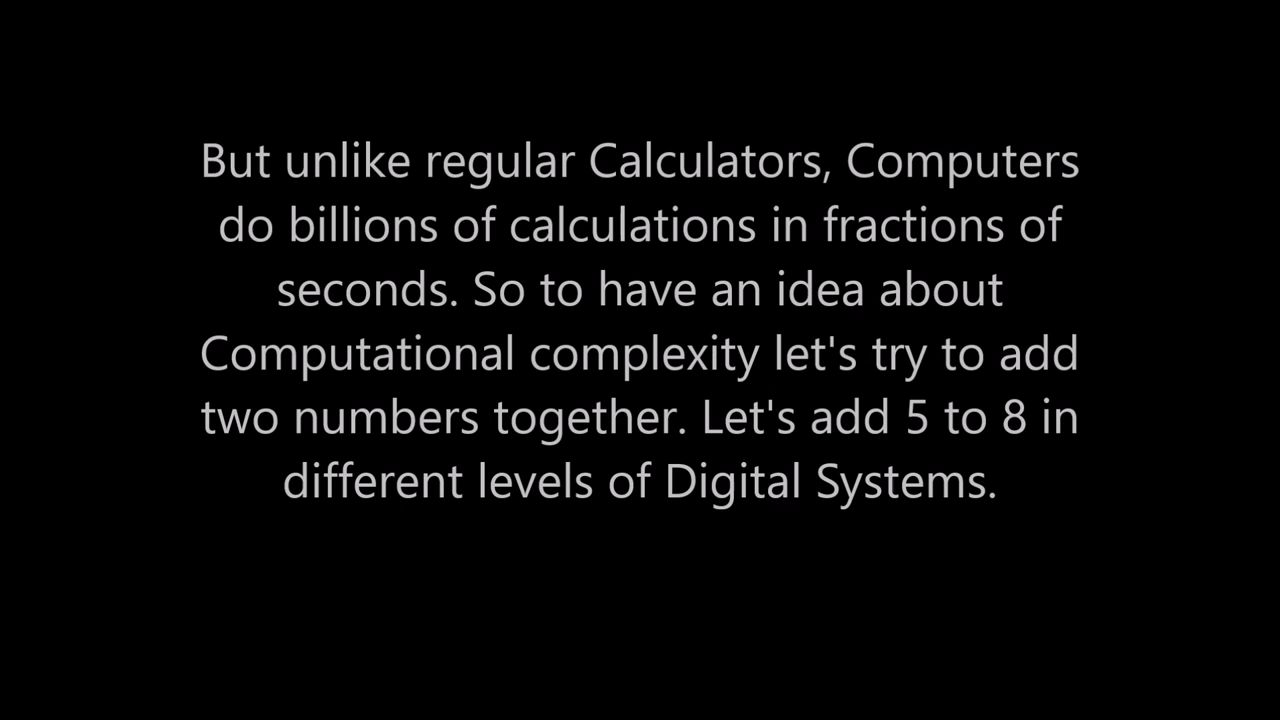 But unlike regular Calculators, Computers
do billions of calculations in fractions of
seconds. So to have an idea about
Computational complexity let's try to add
two numbers together. Let's add 5 to 8 in
different levels of Digital Systems.